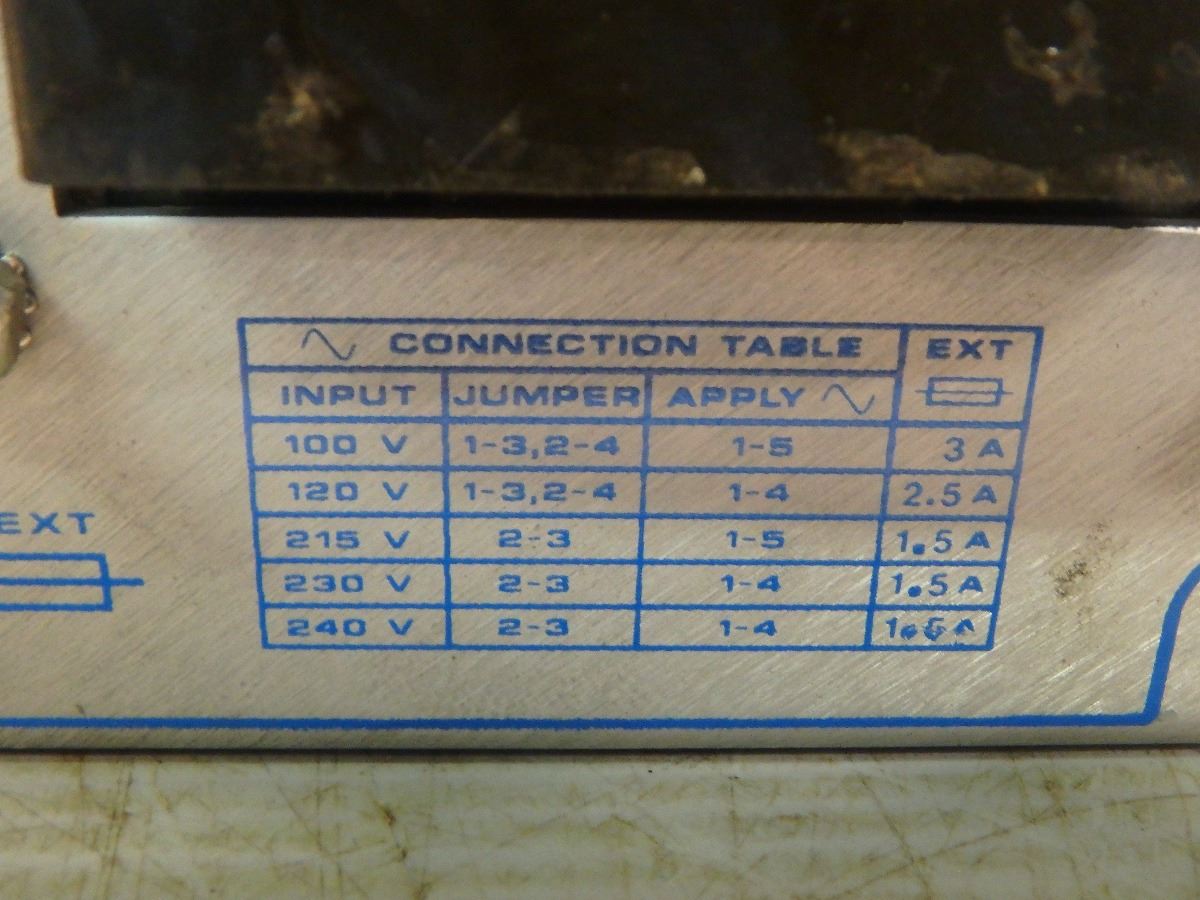 CONNECTION TABLE EXT
INPUT JUMPER APPLY
100 V 1-3,2-4 1-5 3 A
120 V 1-3,2-4 1-4 2.5 A
215 V 2-3 1-5 1.5 A
EXT
230 V 2-3 1-4 1.5 A
240 V 2-3 1-4